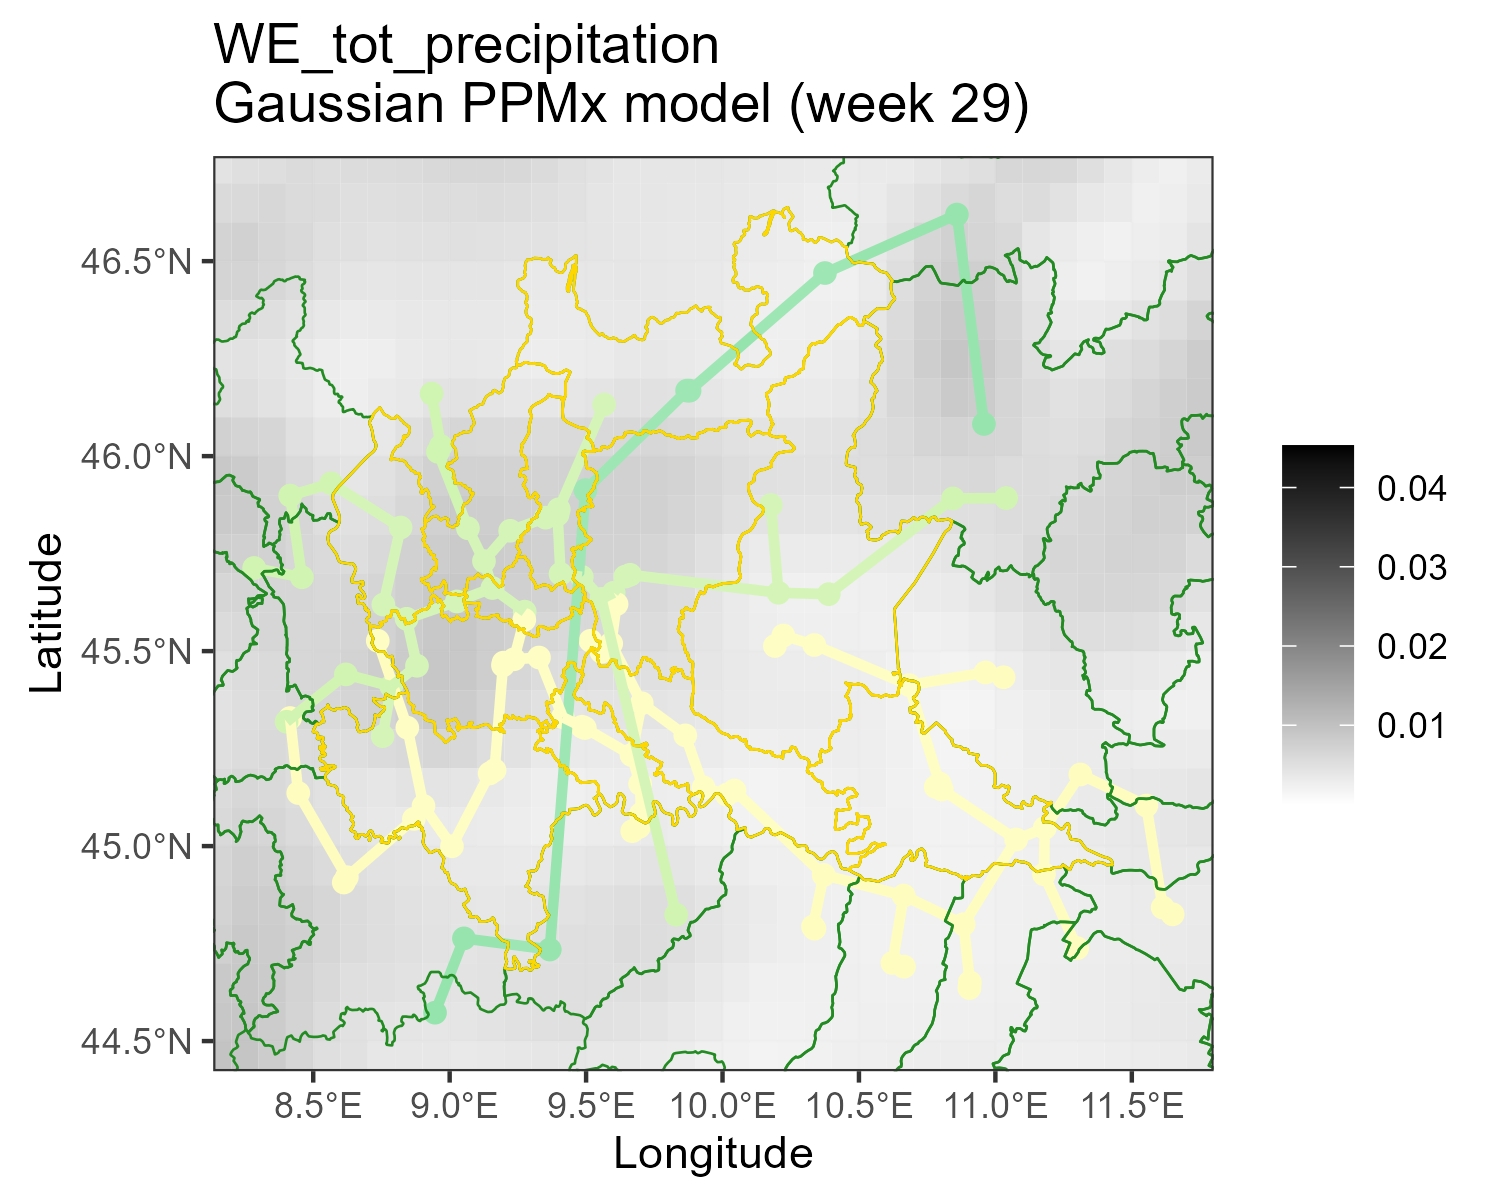 WE_tot_precipitation
Gaussian PPMx model (week 29)
46.5°N
46.0°N
45.5°N
45.0°N
44.5°N
Latitude
8.5°E 9.0°E 9.5°E 10.0°E 10.5°E 11.0°E 11.5°E
Longitude
0.04
0.03
0.02
0.01